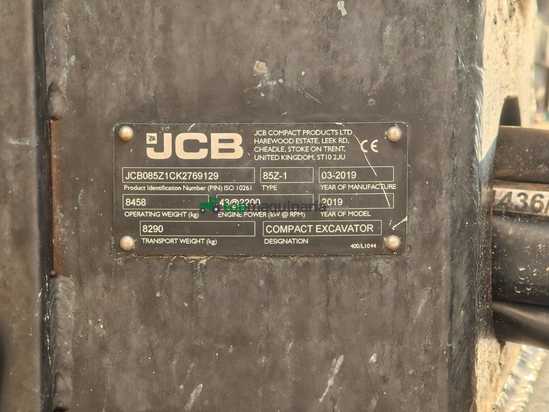 JCB
JCB COMPACT PRODUCTS LTD
HAREWOOD ESTATE, LEEK RD,
CHEADLE, STOKE ON TRENT,
UNITED KINGDOM, ST10 2JU
CE
JCB085Z1CK2769129 85Z-1 03-2019
Product Identification Number (PIN) ISO 10261 TYPE YEAR OF MANUFACTURE
8458 43@2200 2019
OPERATING WEIGHT (kg) ENGINE POWER (kW @ RPM) YEAR OF MODEL
8290 COMPACT EXCAVATOR
TRANSPORT WEIGHT (kg) DESIGNATION 400/L1044
topmaquinaria